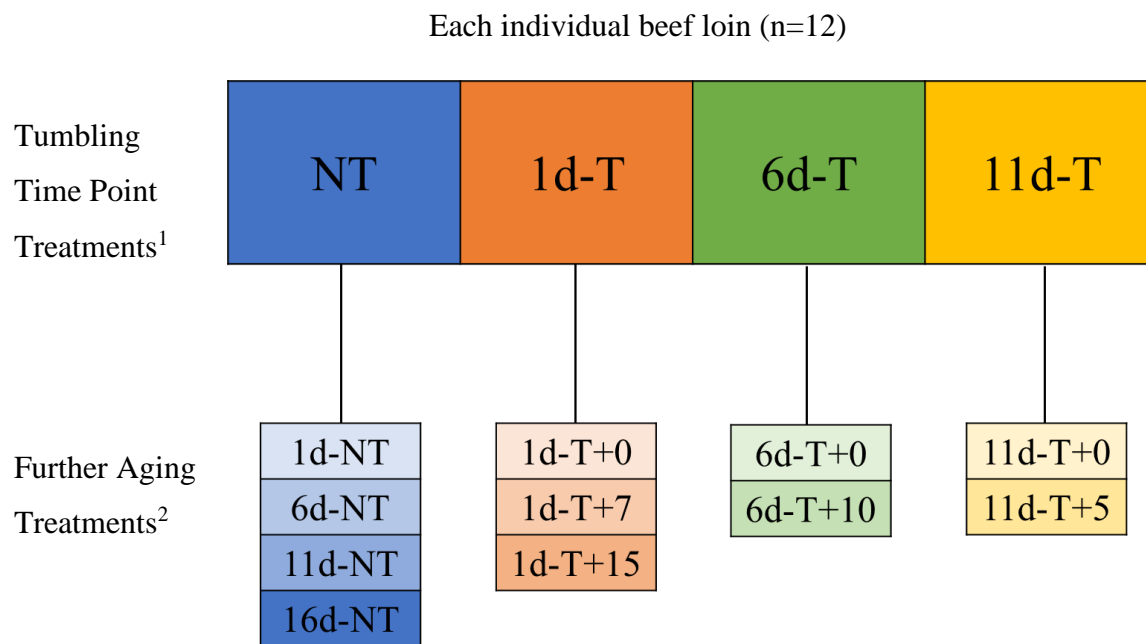 Each individual beef loin (n=12)
Tumbling
Time Point
Treatments¹
NT
1d-T
6d-T
11d-T
Further Aging
Treatments²
1d-NT
6d-NT
11d-NT
16d-NT
1d-T+0
1d-T+7
1d-T+15
6d-T+0
6d-T+10
11d-T+0
11d-T+5